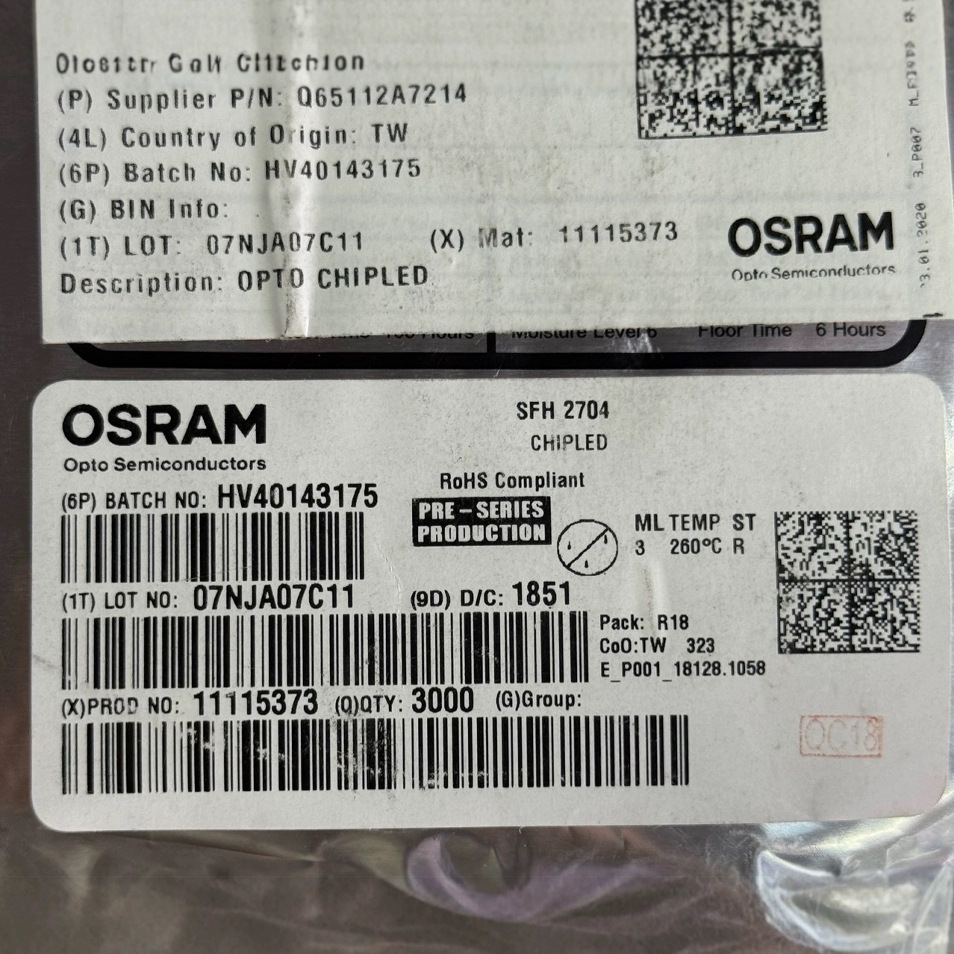 (P) Supplier P/N: Q65112A7214
(4L) Country of Origin: TW
(6P) Batch No: HV40143175
(G) BIN Info:
(1T) LOT: 07NJA07C11 (X) Mat: 11115373
Description: OPTO CHIPLED
OSRAM
Opto Semiconductors
3_P007
.01.2020
Moisture Level 6 Floor Time 6 Hours
OSRAM
Opto Semiconductors
SFH 2704
CHIPLED
RoHS Compliant
PRE-SERIES
PRODUCTION
(6P) BATCH NO: HV40143175
ML TEMP ST
3 260°C R
(1T) LOT NO: 07NJA07C11 (9D) D/C: 1851
Pack: R18
CoO:TW 323
E_P001_18128.1058
(X)PROD NO: 11115373 (Q)QTY: 3000 (G)Group:
QC18